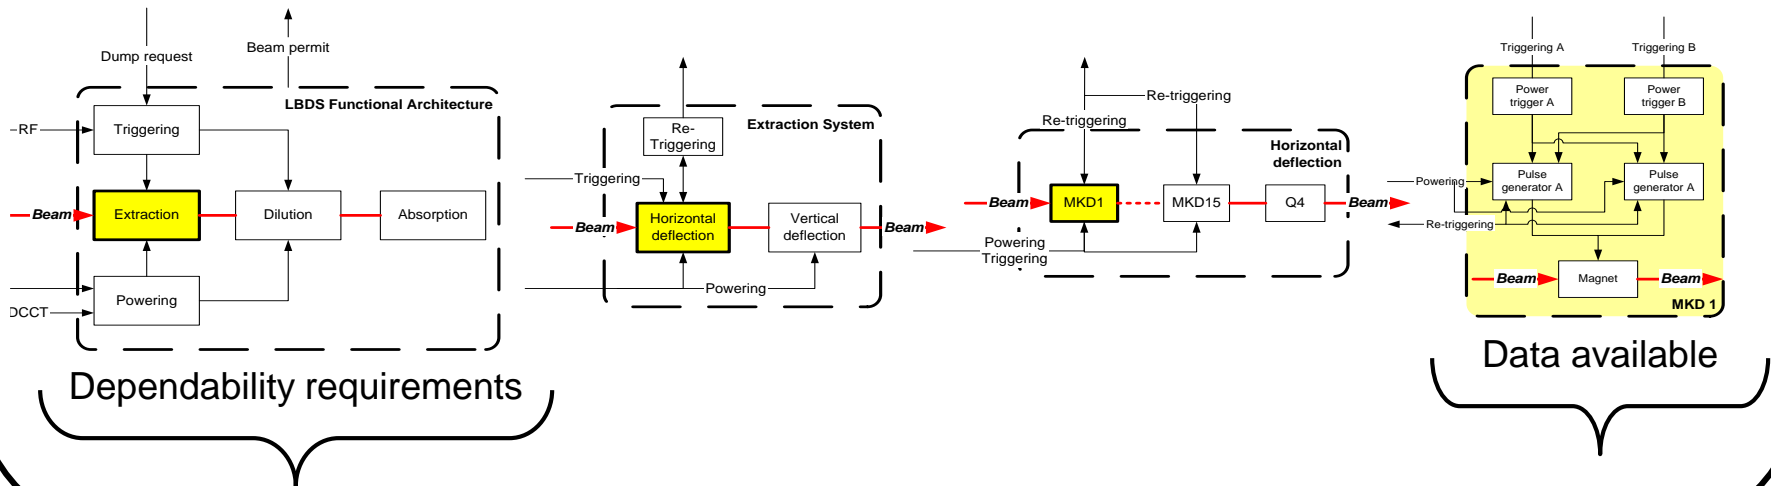 Dump request
Beam permit
LBDS Functional Architecture
RF
Triggering
Beam
Extraction
Dilution
Absorption
Powering
DCCT
Dependability requirements
Extraction System
Re-
Triggering
Triggering
Beam
Horizontal
deflection
Vertical
deflection
Beam
Powering
Re-triggering
Re-triggering
Horizontal
deflection
Beam
MKD1
MKD15
Q4
Beam
Powering
Triggering
Triggering A
Triggering B
Power
trigger A
Power
trigger B
Powering
Pulse
generator A
Pulse
generator A
Re-triggering
Beam
Magnet
Beam
MKD 1
Data available